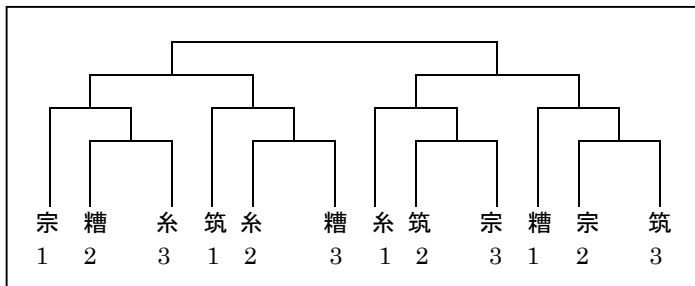 宗 糟 糸 筑 糸 糟 糸 筑 宗 糟 宗 筑
1 2 3 1 2 3 1 2 3 1 2 3